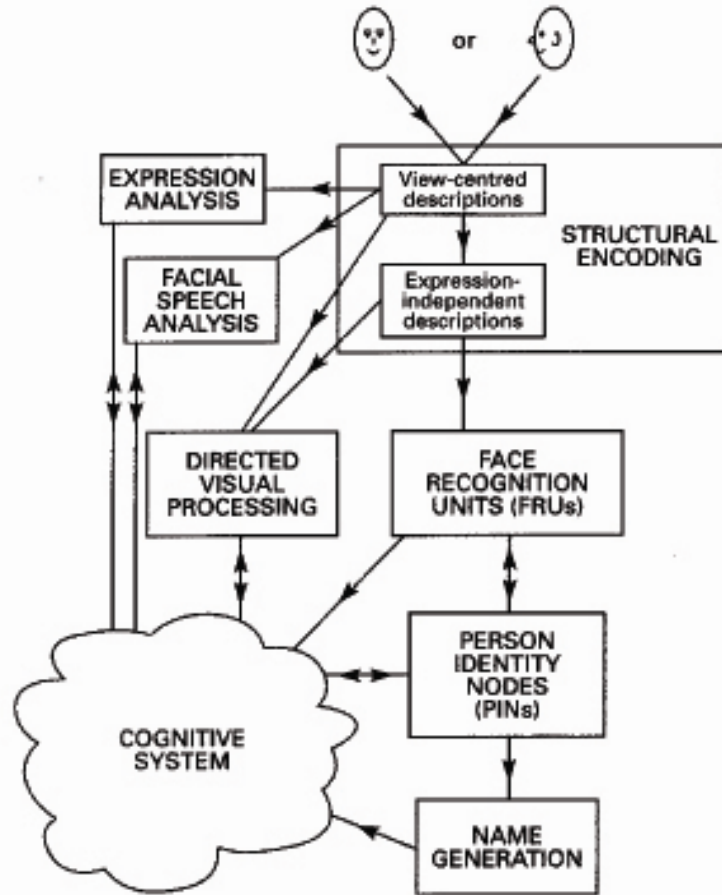 or
View-centred
descriptions
EXPRESSION
ANALYSIS
STRUCTURAL
ENCODING
FACIAL
SPEECH
ANALYSIS
Expression-
independent
descriptions
DIRECTED
VISUAL
PROCESSING
FACE
RECOGNITION
UNITS (FRUs)
PERSON
IDENTITY
NODES
(PINs)
COGNITIVE
SYSTEM
NAME
GENERATION